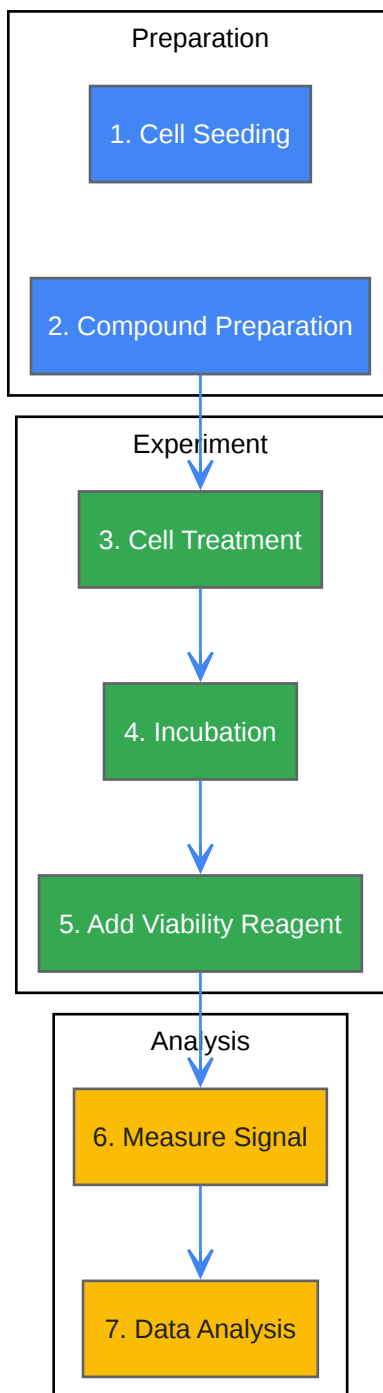 Preparation
1. Cell Seeding
2. Compound Preparation
Experiment
3. Cell Treatment
4. Incubation
5. Add Viability Reagent
Analysis
6. Measure Signal
7. Data Analysis